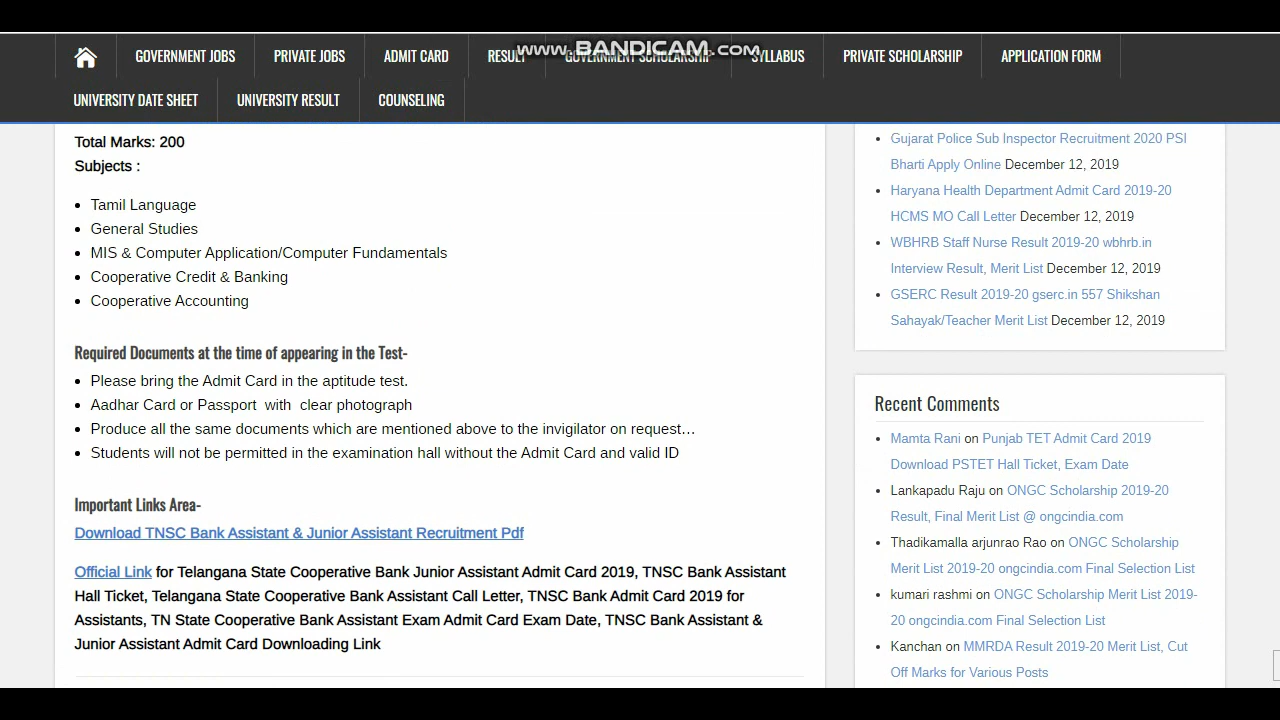 www.BANDICAM.com
GOVERNMENT JOBS PRIVATE JOBS ADMIT CARD RESULT GOVERNMENT SCHOLARSHIP SYLLABUS PRIVATE SCHOLARSHIP APPLICATION FORM
UNIVERSITY DATE SHEET UNIVERSITY RESULT COUNSELING
Total Marks: 200
Subjects :
Tamil Language
General Studies
MIS & Computer Application/Computer Fundamentals
Cooperative Credit & Banking
Cooperative Accounting
Required Documents at the time of appearing in the Test-
Please bring the Admit Card in the aptitude test.
Aadhar Card or Passport with clear photograph
Produce all the same documents which are mentioned above to the invigilator on request…
Students will not be permitted in the examination hall without the Admit Card and valid ID
Important Links Area-
Download TNSC Bank Assistant & Junior Assistant Recruitment Pdf
Official Link for Telangana State Cooperative Bank Junior Assistant Admit Card 2019, TNSC Bank Assistant
Hall Ticket, Telangana State Cooperative Bank Assistant Call Letter, TNSC Bank Admit Card 2019 for
Assistants, TN State Cooperative Bank Assistant Exam Admit Card Exam Date, TNSC Bank Assistant &
Junior Assistant Admit Card Downloading Link
Gujarat Police Sub Inspector Recruitment 2020 PSI
Bharti Apply Online December 12, 2019
Haryana Health Department Admit Card 2019-20
HCMS MO Call Letter December 12, 2019
WBHRB Staff Nurse Result 2019-20 wbhrb.in
Interview Result, Merit List December 12, 2019
GSERC Result 2019-20 gserc.in 557 Shikshan
Sahayak/Teacher Merit List December 12, 2019
Recent Comments
Mamta Rani on Punjab TET Admit Card 2019
Download PSTET Hall Ticket, Exam Date
Lankapadu Raju on ONGC Scholarship 2019-20
Result, Final Merit List @ ongcindia.com
Thadikamalla arjunrao Rao on ONGC Scholarship
Merit List 2019-20 ongcindia.com Final Selection List
kumari rashmi on ONGC Scholarship Merit List 2019-
20 ongcindia.com Final Selection List
Kanchan on MMRDA Result 2019-20 Merit List, Cut
Off Marks for Various Posts